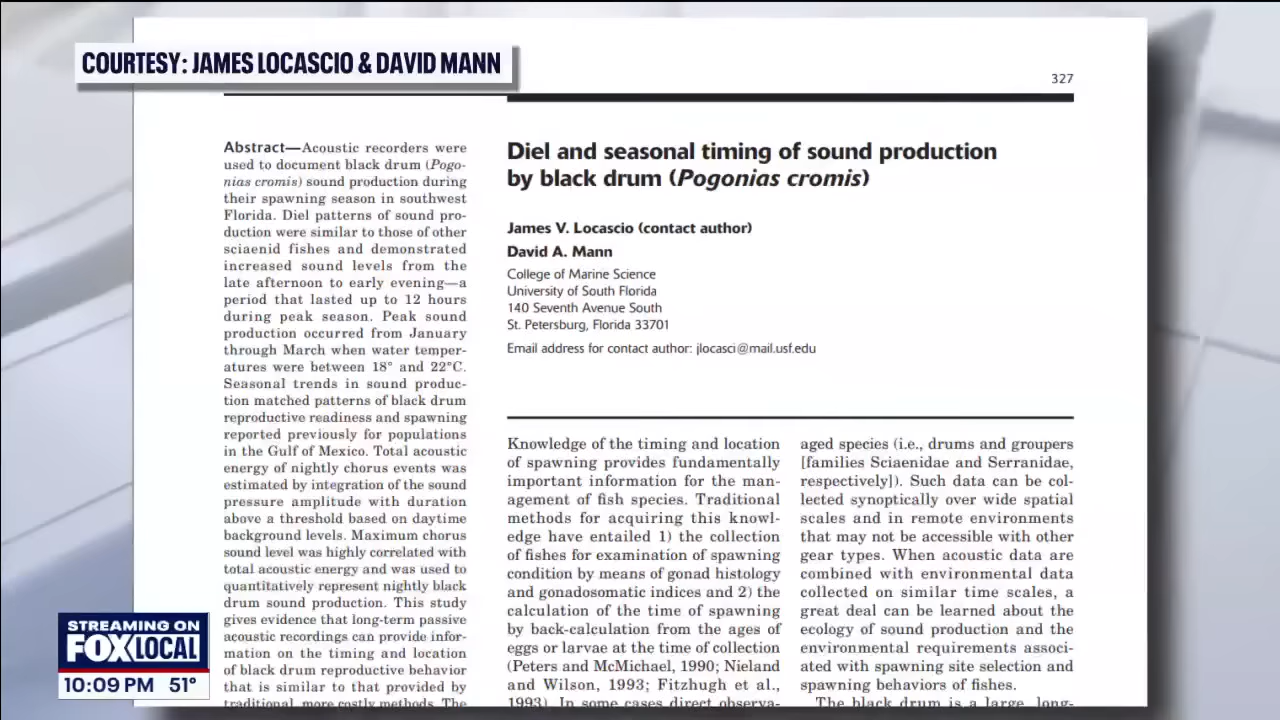 COURTESY: JAMES LOCASCIO & DAVID MANN
327
Diel and seasonal timing of sound production
by black drum (Pogonias cromis)
James V. Locascio (contact author)
David A. Mann
College of Marine Science
University of South Florida
140 Seventh Avenue South
St. Petersburg, Florida 33701
Email address for contact author: jlocasci@mail.usf.edu
Abstract—Acoustic recorders were
used to document black drum (Pogo-
nias cromis) sound production during
their spawning season in southwest
Florida. Diel patterns of sound pro-
duction were similar to those of other
sciaenid fishes and demonstrated
increased sound levels from the
late afternoon to early evening—a
period that lasted up to 12 hours
during peak season. Peak sound
production occurred from January
through March when water temper-
atures were between 18° and 22°C.
Seasonal trends in sound produc-
tion matched patterns of black drum
reproductive readiness and spawning
reported previously for populations
in the Gulf of Mexico. Total acoustic
energy of nightly chorus events was
estimated by integration of the sound
pressure amplitude with duration
above a threshold based on daytime
background levels. Maximum chorus
sound level was highly correlated with
total acoustic energy and was used to
quantitatively represent nightly black
drum sound production. This study
gives evidence that long-term passive
acoustic recordings can provide infor-
mation on the timing and location
of black drum reproductive behavior
that is similar to that provided by
traditional, more costly methods. The
Knowledge of the timing and location
of spawning provides fundamentally
important information for the man-
agement of fish species. Traditional
methods for acquiring this knowl-
edge have entailed 1) the collection
of fishes for examination of spawning
condition by means of gonad histology
and gonadosomatic indices and 2) the
calculation of the time of spawning
by back-calculation from the ages of
eggs or larvae at the time of collection
(Peters and McMichael, 1990; Nieland
and Wilson, 1993; Fitzhugh et al.,
1993). In some cases direct observa-
aged species (i.e., drums and groupers
[families Sciaenidae and Serranidae,
respectively]). Such data can be col-
lected synoptically over wide spatial
scales and in remote environments
that may not be accessible with other
gear types. When acoustic data are
combined with environmental data
collected on similar time scales, a
great deal can be learned about the
ecology of sound production and the
environmental requirements associ-
ated with spawning site selection and
spawning behaviors of fishes.
The black drum is a large, long-
STREAMING ON
FOX LOCAL
10:09 PM 51°